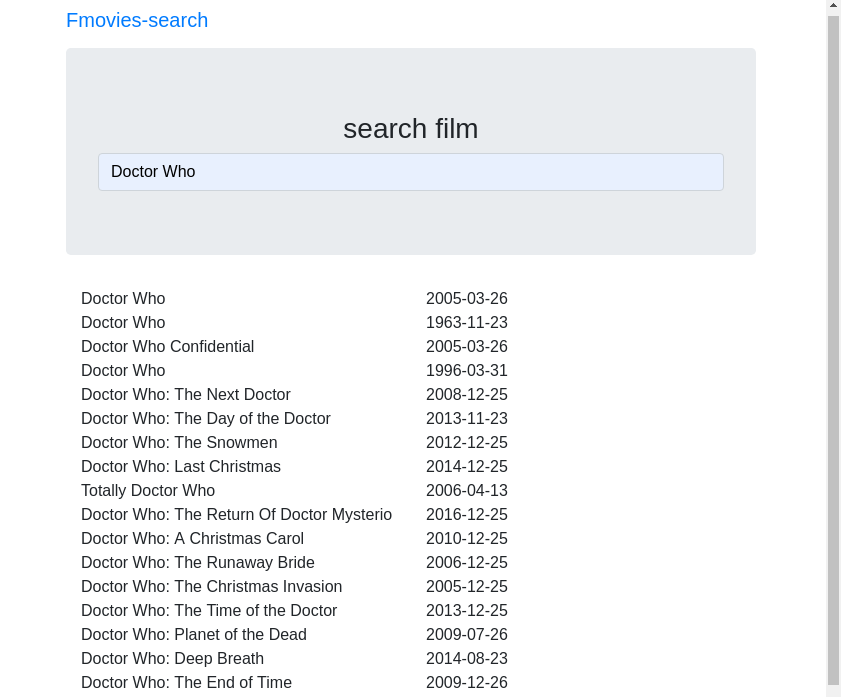 Fmovies-search
search film
Doctor Who
Doctor Who 2005-03-26
Doctor Who 1963-11-23
Doctor Who Confidential 2005-03-26
Doctor Who 1996-03-31
Doctor Who: The Next Doctor 2008-12-25
Doctor Who: The Day of the Doctor 2013-11-23
Doctor Who: The Snowmen 2012-12-25
Doctor Who: Last Christmas 2014-12-25
Totally Doctor Who 2006-04-13
Doctor Who: The Return Of Doctor Mysterio 2016-12-25
Doctor Who: A Christmas Carol 2010-12-25
Doctor Who: The Runaway Bride 2006-12-25
Doctor Who: The Christmas Invasion 2005-12-25
Doctor Who: The Time of the Doctor 2013-12-25
Doctor Who: Planet of the Dead 2009-07-26
Doctor Who: Deep Breath 2014-08-23
Doctor Who: The End of Time 2009-12-26